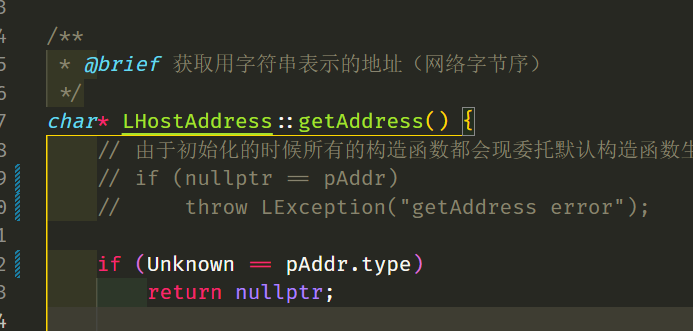 3
4 /**
5 * @brief 获取用字符串表示的地址（网络字节序）
6 */
7 char* LHostAddress::getAddress() {
8 // 由于初始化的时候所有的构造函数都会现委托默认构造函数
9 // if (nullptr == pAddr)
0 // throw LException("getAddress error");
1
2 if (Unknown == pAddr.type)
3 return nullptr;
4